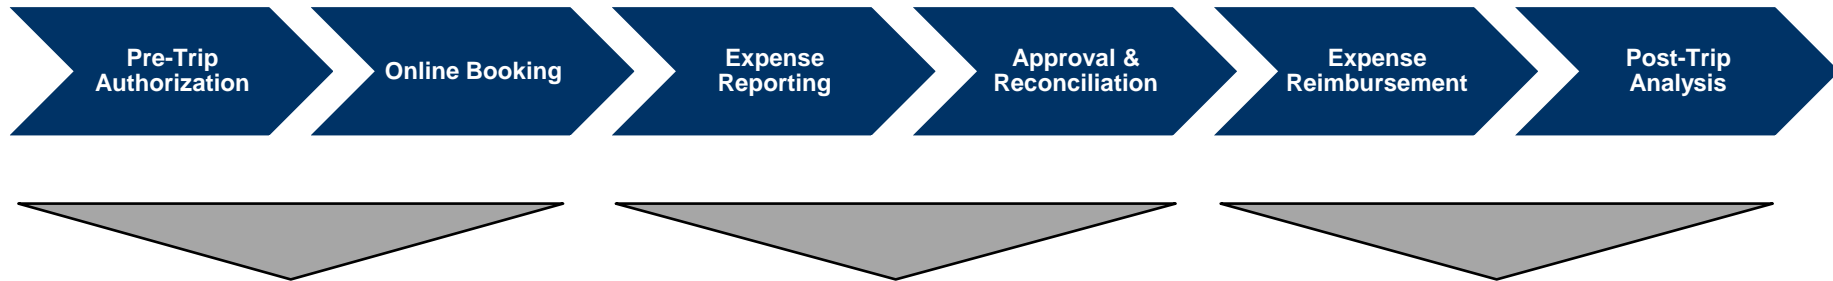 Pre-Trip
Authorization
Online Booking
Expense
Reporting
Approval &
Reconciliation
Expense
Reimbursement
Post-Trip
Analysis